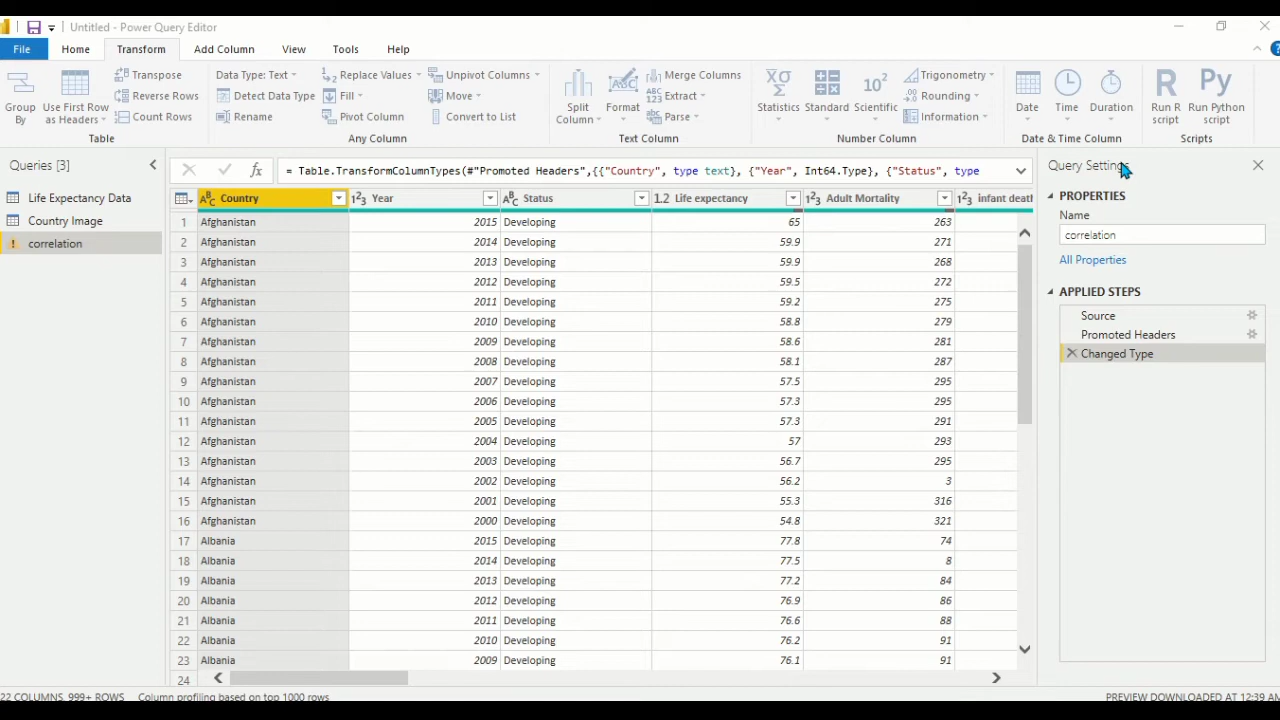 Untitled - Power Query Editor
File Home Transform Add Column View Tools Help
Group By
Use First Row as Headers
Transpose
Reverse Rows
Count Rows
Table
Data Type: Text
Detect Data Type
Rename
Replace Values
Fill
Pivot Column
Unpivot Columns
Move
Convert to List
Any Column
Split Column
Format
Merge Columns
Extract
Parse
Text Column
Statistics
Standard
Scientific
Trigonometry
Rounding
Information
Number Column
Date
Time
Duration
Date & Time Column
Run R script
Run Python script
Scripts
Queries [3]
Life Expectancy Data
Country Image
correlation
= Table.TransformColumnTypes(#"Promoted Headers",{{"Country", type text}, {"Year", Int64.Type}, {"Status", type
Country Year Status 1.2 Life expectancy Adult Mortality infant death
1 Afghanistan 2015 Developing 65 263
2 Afghanistan 2014 Developing 59.9 271
3 Afghanistan 2013 Developing 59.9 268
4 Afghanistan 2012 Developing 59.5 272
5 Afghanistan 2011 Developing 59.2 275
6 Afghanistan 2010 Developing 58.8 279
7 Afghanistan 2009 Developing 58.6 281
8 Afghanistan 2008 Developing 58.1 287
9 Afghanistan 2007 Developing 57.5 295
10 Afghanistan 2006 Developing 57.3 295
11 Afghanistan 2005 Developing 57.3 291
12 Afghanistan 2004 Developing 57 293
13 Afghanistan 2003 Developing 56.7 295
14 Afghanistan 2002 Developing 56.2 3
15 Afghanistan 2001 Developing 55.3 316
16 Afghanistan 2000 Developing 54.8 321
17 Albania 2015 Developing 77.8 74
18 Albania 2014 Developing 77.5 8
19 Albania 2013 Developing 77.2 84
20 Albania 2012 Developing 76.9 86
21 Albania 2011 Developing 76.6 88
22 Albania 2010 Developing 76.2 91
23 Albania 2009 Developing 76.1 91
24
Query Settings
PROPERTIES
Name
correlation
All Properties
APPLIED STEPS
Source
Promoted Headers
Changed Type
22 COLUMNS, 999+ ROWS Column profiling based on top 1000 rows
PREVIEW DOWNLOADED AT 12:39 AM